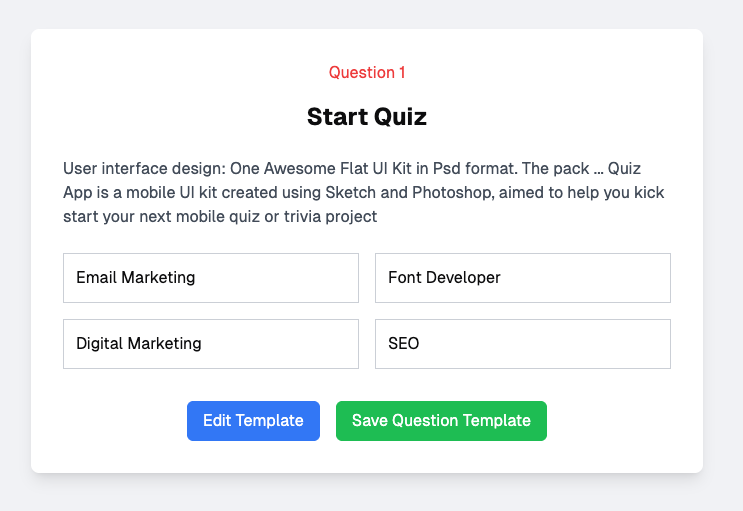 Question 1
Start Quiz
User interface design: One Awesome Flat UI Kit in Psd format. The pack ... Quiz
App is a mobile UI kit created using Sketch and Photoshop, aimed to help you kick
start your next mobile quiz or trivia project
Email Marketing
Font Developer
Digital Marketing
SEO
Edit Template
Save Question Template